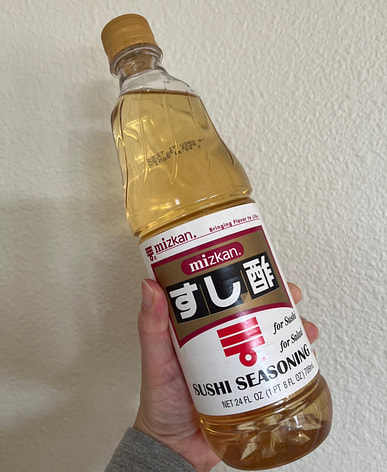 mizkan. Bringing Flavor to Life
mizkan.
すし酢
for Sushi
for Salad
SUSHI SEASONING
NET 24 FL OZ (1 PT 8 FL OZ) 709mL